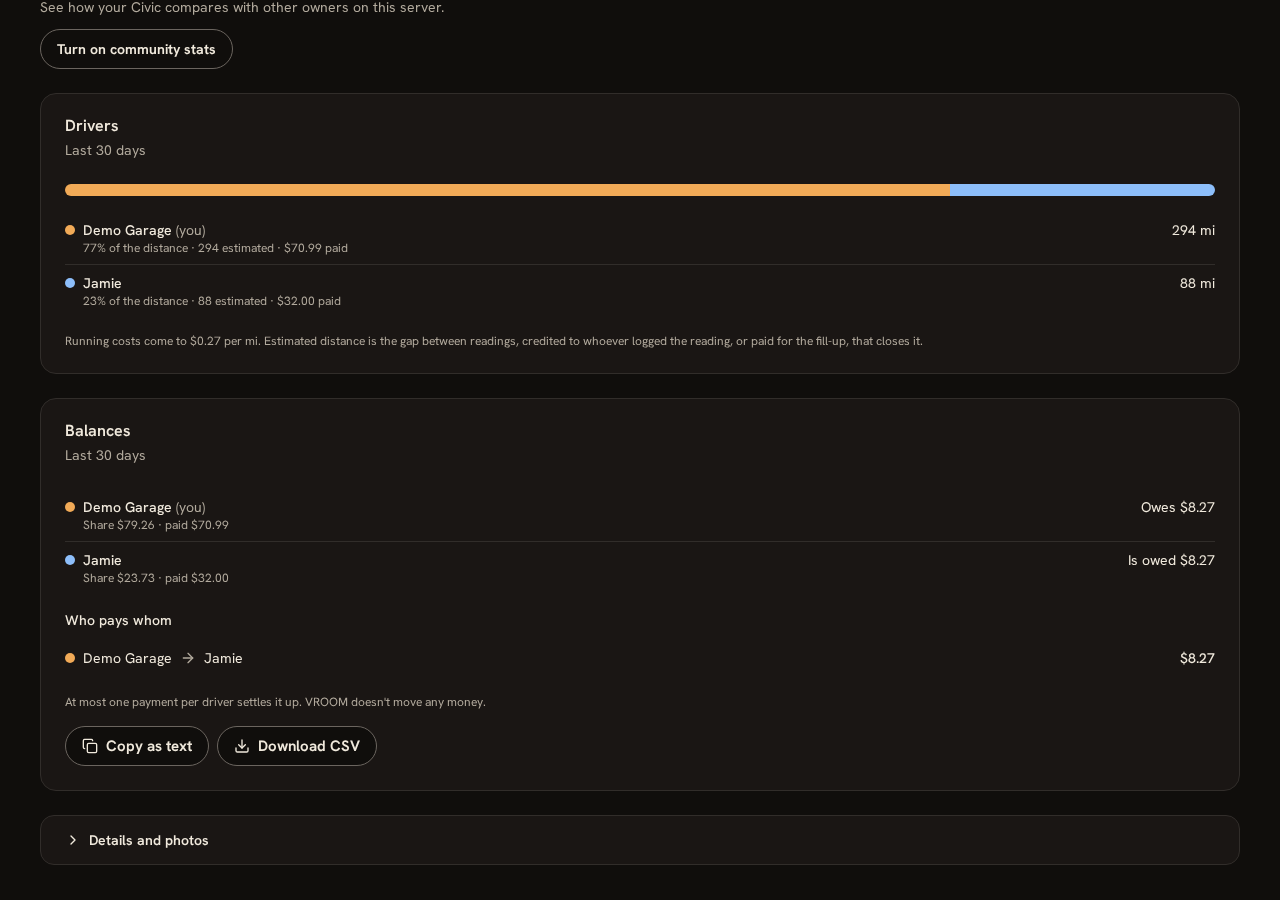 See how your Civic compares with other owners on this server.
Turn on community stats
Drivers
Last 30 days
Demo Garage (you)
294 mi
77% of the distance · 294 estimated · $70.99 paid
Jamie
88 mi
23% of the distance · 88 estimated · $32.00 paid
Running costs come to $0.27 per mi. Estimated distance is the gap between readings, credited to whoever logged the reading, or paid for the fill-up, that closes it.
Balances
Last 30 days
Demo Garage (you)
Owes $8.27
Share $79.26 · paid $70.99
Jamie
Is owed $8.27
Share $23.73 · paid $32.00
Who pays whom
Demo Garage → Jamie
$8.27
At most one payment per driver settles it up. VROOM doesn't move any money.
Copy as text
Download CSV
Details and photos